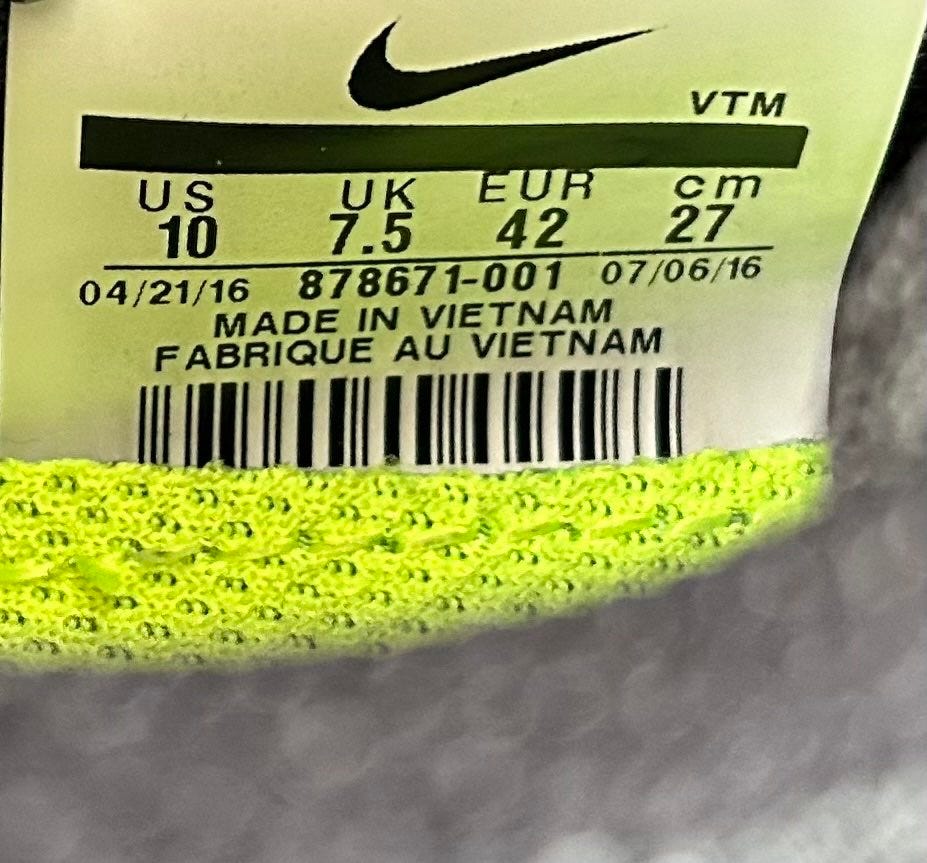 VTM
US UK EUR cm
10 7.5 42 27
04/21/16 878671-001 07/06/16
MADE IN VIETNAM
FABRIQUE AU VIETNAM